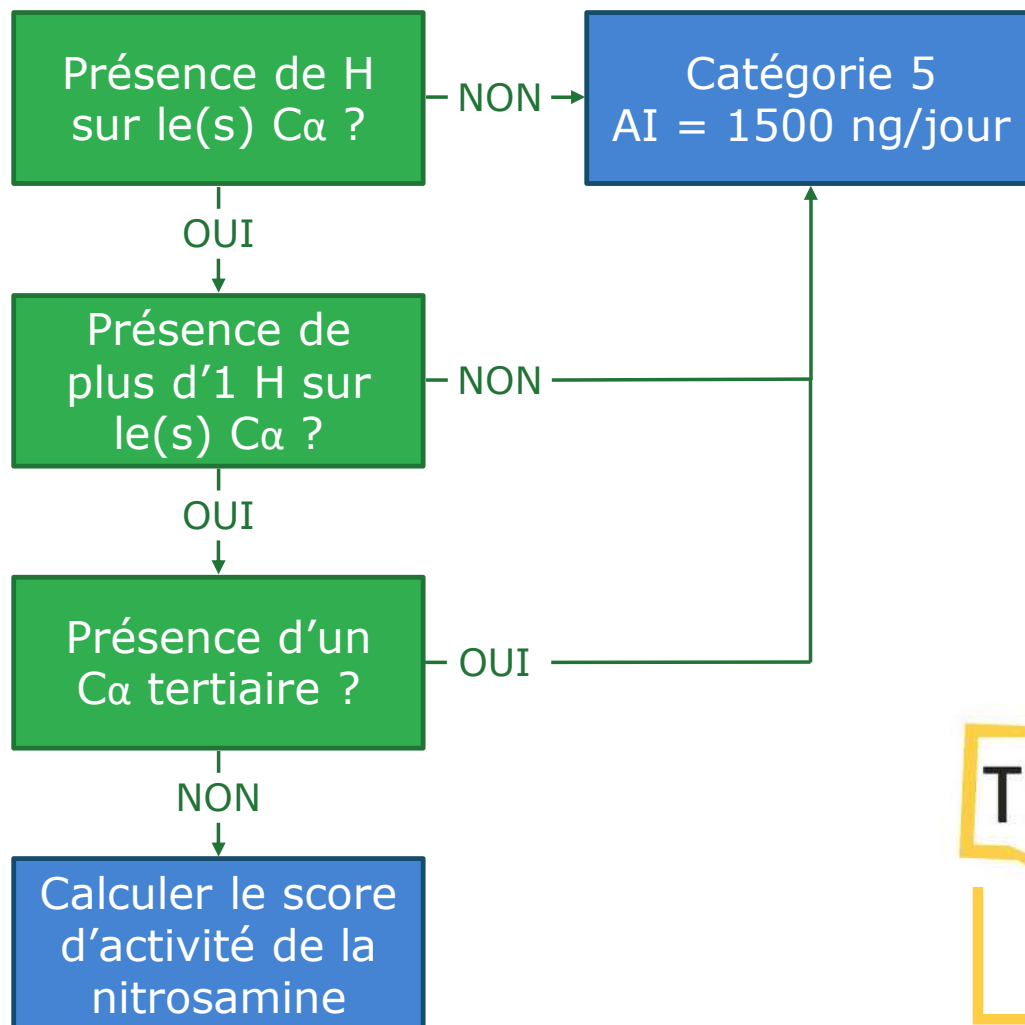 Présence de H
sur le(s) Cα ?
NON
Catégorie 5
AI = 1500 ng/jour
OUI
Présence de
plus d’1 H sur
le(s) Cα ?
NON
OUI
Présence d’un
Cα tertiaire ?
OUI
NON
Calculer le score
d’activité de la
nitrosamine
T